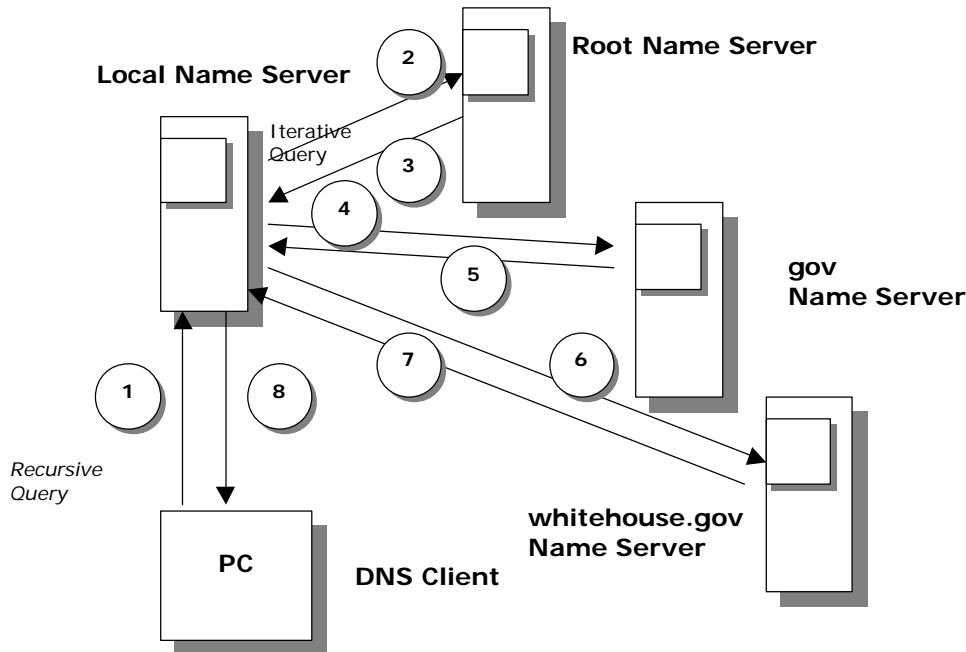 Root Name Server
2
Local Name Server
Iterative
Query
3
4
5
gov
Name Server
7
6
1
8
Recursive
Query
whitehouse.gov
Name Server
PC
DNS Client